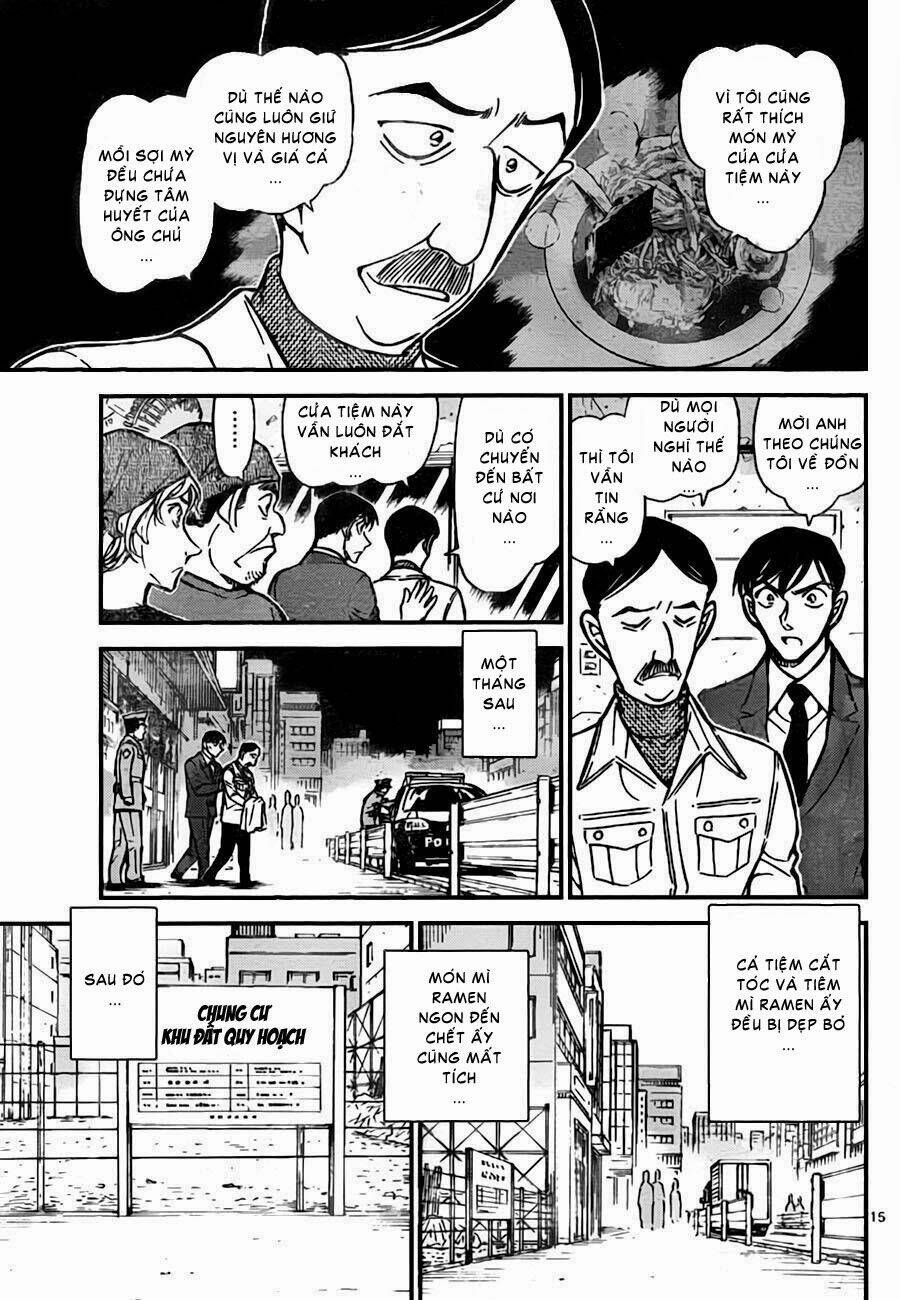 VÌ TÔI CŨNG
RẤT THÍCH
MÓN MỲ
CỦA CỬA
TIỆM NÀY
...
DÙ THẾ NÀO
CŨNG LUÔN GIỮ
NGUYÊN HƯƠNG
VỊ VÀ GIÁ CẢ
...
MỖI SỢI MỲ
ĐỀU CHỨA
ĐỰNG TÂM
HUYẾT CỦA
ÔNG CHỦ
...
MỜI ANH
THEO CHÚNG
TÔI VỀ ĐỒN
...
DÙ MỌI
NGƯỜI
NGHĨ THẾ
NÀO
...
THÌ TÔI
VẪN
TIN
RẰNG
...
DÙ CÓ
CHUYỂN
ĐẾN BẤT
CỨ NƠI
NÀO
...
CỬA TIỆM NÀY
VẪN LUÔN ĐẮT
KHÁCH
......
MỘT
THÁNG
SAU
...
CẢ TIỆM CẮT
TÓC VÀ TIỆM
MÌ RAMEN ẤY
ĐỀU BỊ DẸP BỎ
...
MÓN MÌ
RAMEN
NGON ĐẾN
CHẾT ẤY
CŨNG MẤT
TÍCH
...
SAU ĐÓ
...
CHUNG CƯ
KHU ĐẤT QUY HOẠCH
15